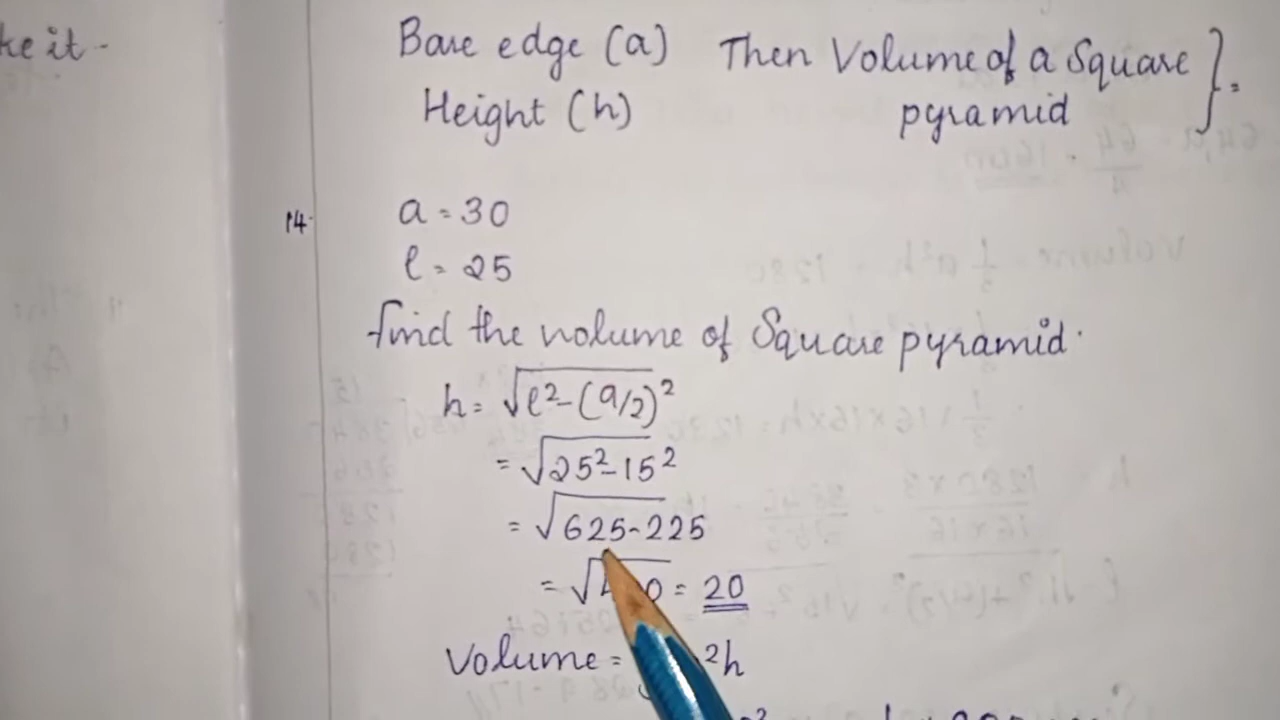 ke it -
Base edge (a) Then Volume of a Square
Height (h) pyramid } =
14. a = 30
l = 25
find the volume of Square pyramid.
h = √l² - (a/2)²
= √25² - 15²
= √625 - 225
= √400 = 20
Volume = ²h